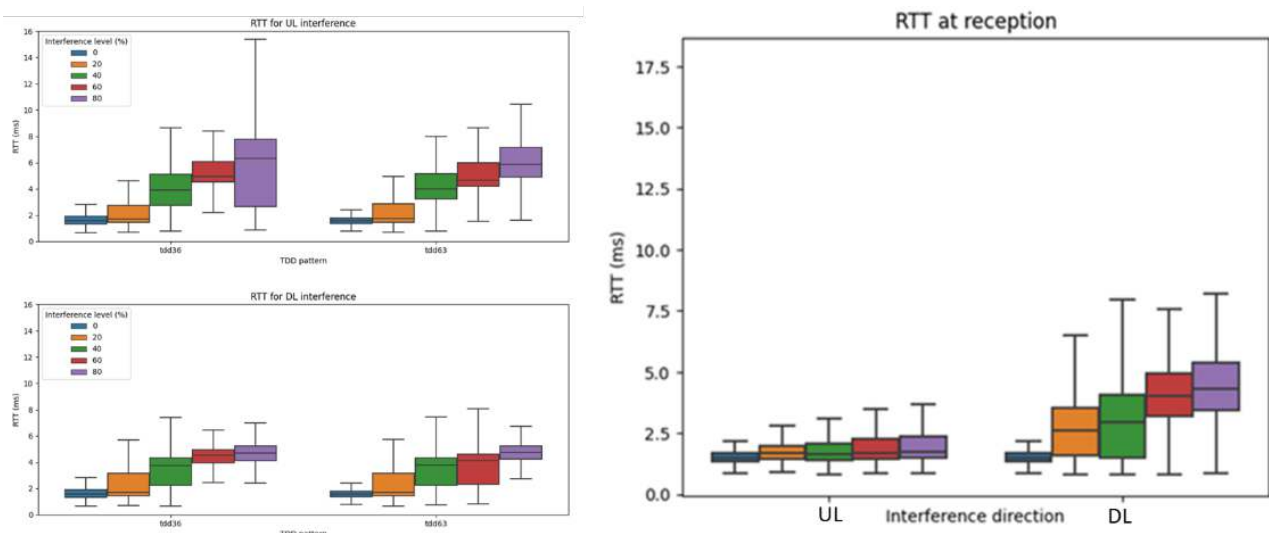 RTT for UL interference
16
14
12
10
8
6
4
2
0
RTT (ms)
Interference level (%)
0
20
40
60
80
tdd36
tdd63
TDD pattern
RTT for DL interference
16
14
12
10
8
6
4
2
0
RTT (ms)
Interference level (%)
0
20
40
60
80
tdd36
tdd63
TDD pattern
RTT at reception
17.5
15.0
12.5
10.0
7.5
5.0
2.5
0.0
RTT (ms)
UL Interference direction DL